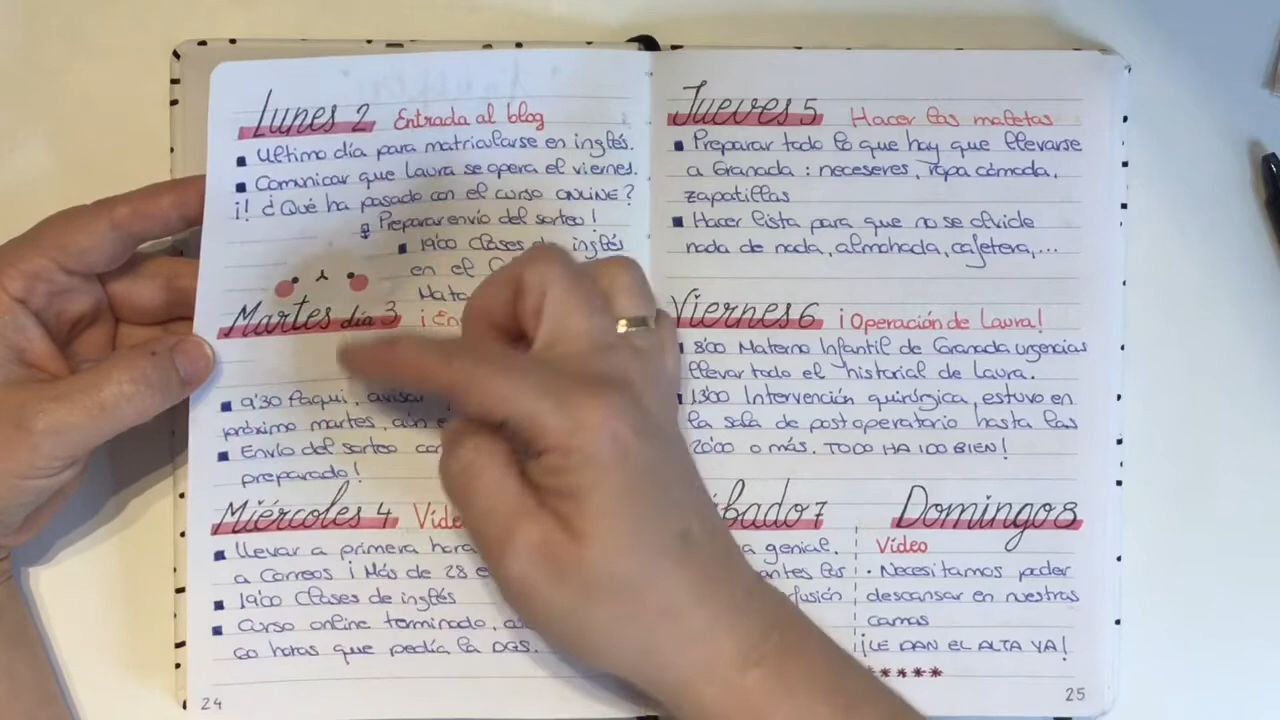 Lunes 2 Entrada al blog
Ultimo día para matricularse en inglés.
Comunicar que Laura se opera el viernes.
¡! ¿Qué ha pasado con el curso ONLINE?
Preparar envío del sorteo!
19'00 Clases de inglés
en el
Martes día 3
9'30 Paqui, avisar
próximo martes, aún
Envío del sorteo
preparado!
Miércoles 4
llevar a primera hora
a Correos ¡Más de 28
19'00 Clases de inglés
Curso online terminado,
60 horas que pedía la DGS.
24
Jueves 5 Hacer las maletas
Preparar todo lo que hay que llevarse
a Granada: neceseres, ropa cómoda,
zapatillas
Hacer lista para que no se olvide
nada de nada, almohada, cafetera,...
Viernes 6 ¡Operación de Laura!
8'00 Materno Infantil de Granada urgencias
llevar todo el historial de Laura.
13'00 Intervención quirúrgica, estuvo en
la sala de postoperatorio hasta las
20'00 o más. TODO HA IDO BIEN!
genial.
antes las
Domingo 8
Vídeo
· Necesitamos poder
descansar en nuestras
camas
¡¡LE DAN EL ALTA YA!
*****
25